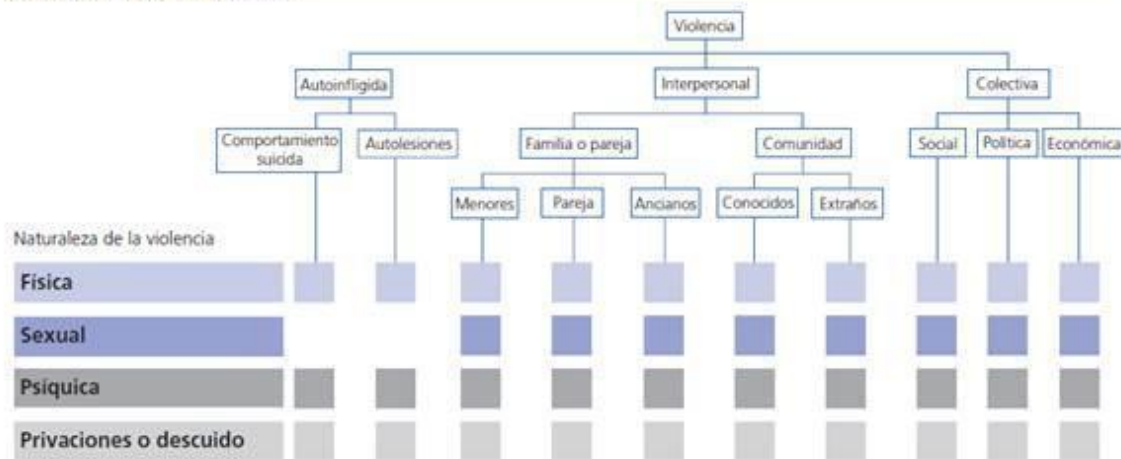 Violencia
Autoinfligida Interpersonal Colectiva
Comportamiento suicida Autolesiones Familia o pareja Comunidad Social Política Económica
Menores Pareja Ancianos Conocidos Extraños
Naturaleza de la violencia
Física
Sexual
Psíquica
Privaciones o descuido